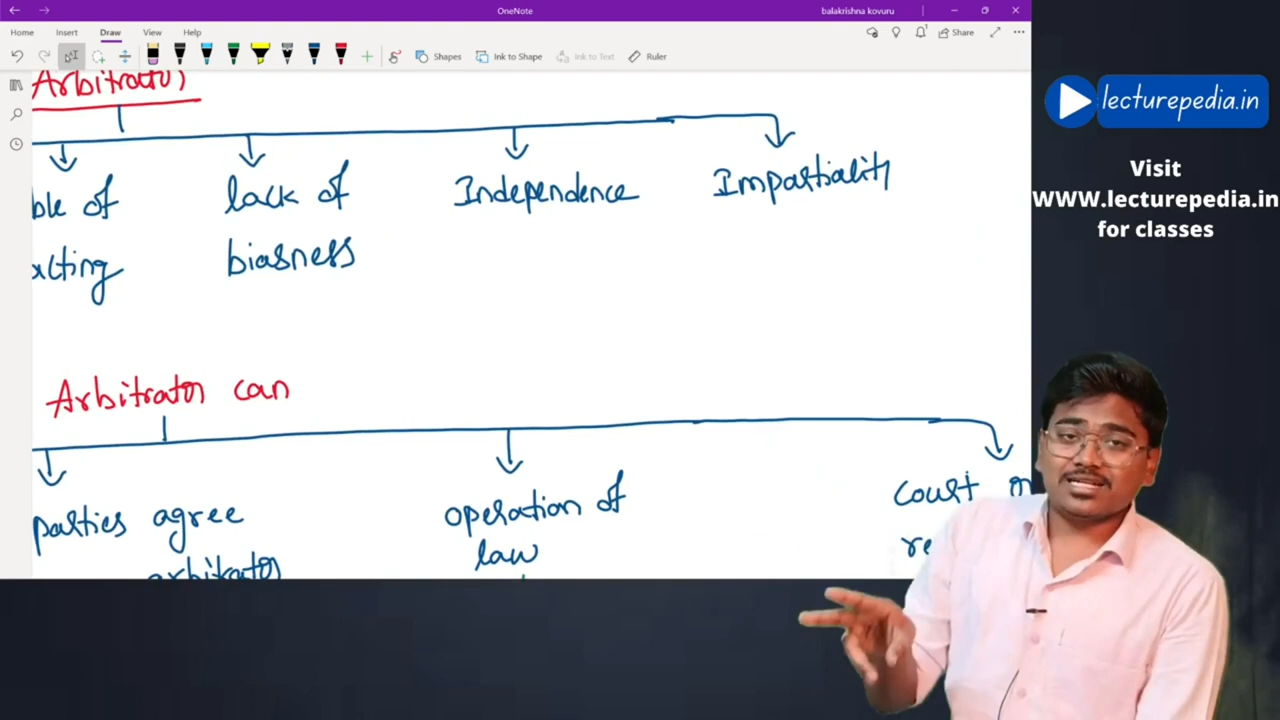 OneNote
balakrishna kovuru
Home Insert Draw View Help
Share
Shapes
Ink to Shape
Ink to Text
Ruler
Arbitrator
ble of
lack of
Independence
Impartiality
acting
biasness
Arbitrator can
parties agree
operation of
court
arbitrator
law
re
lecturepedia.in
Visit
WWW.lecturepedia.in
for classes